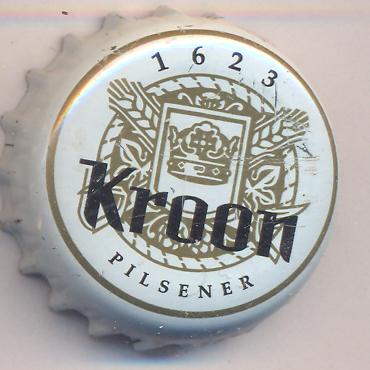 1623
Kroon
PILSENER